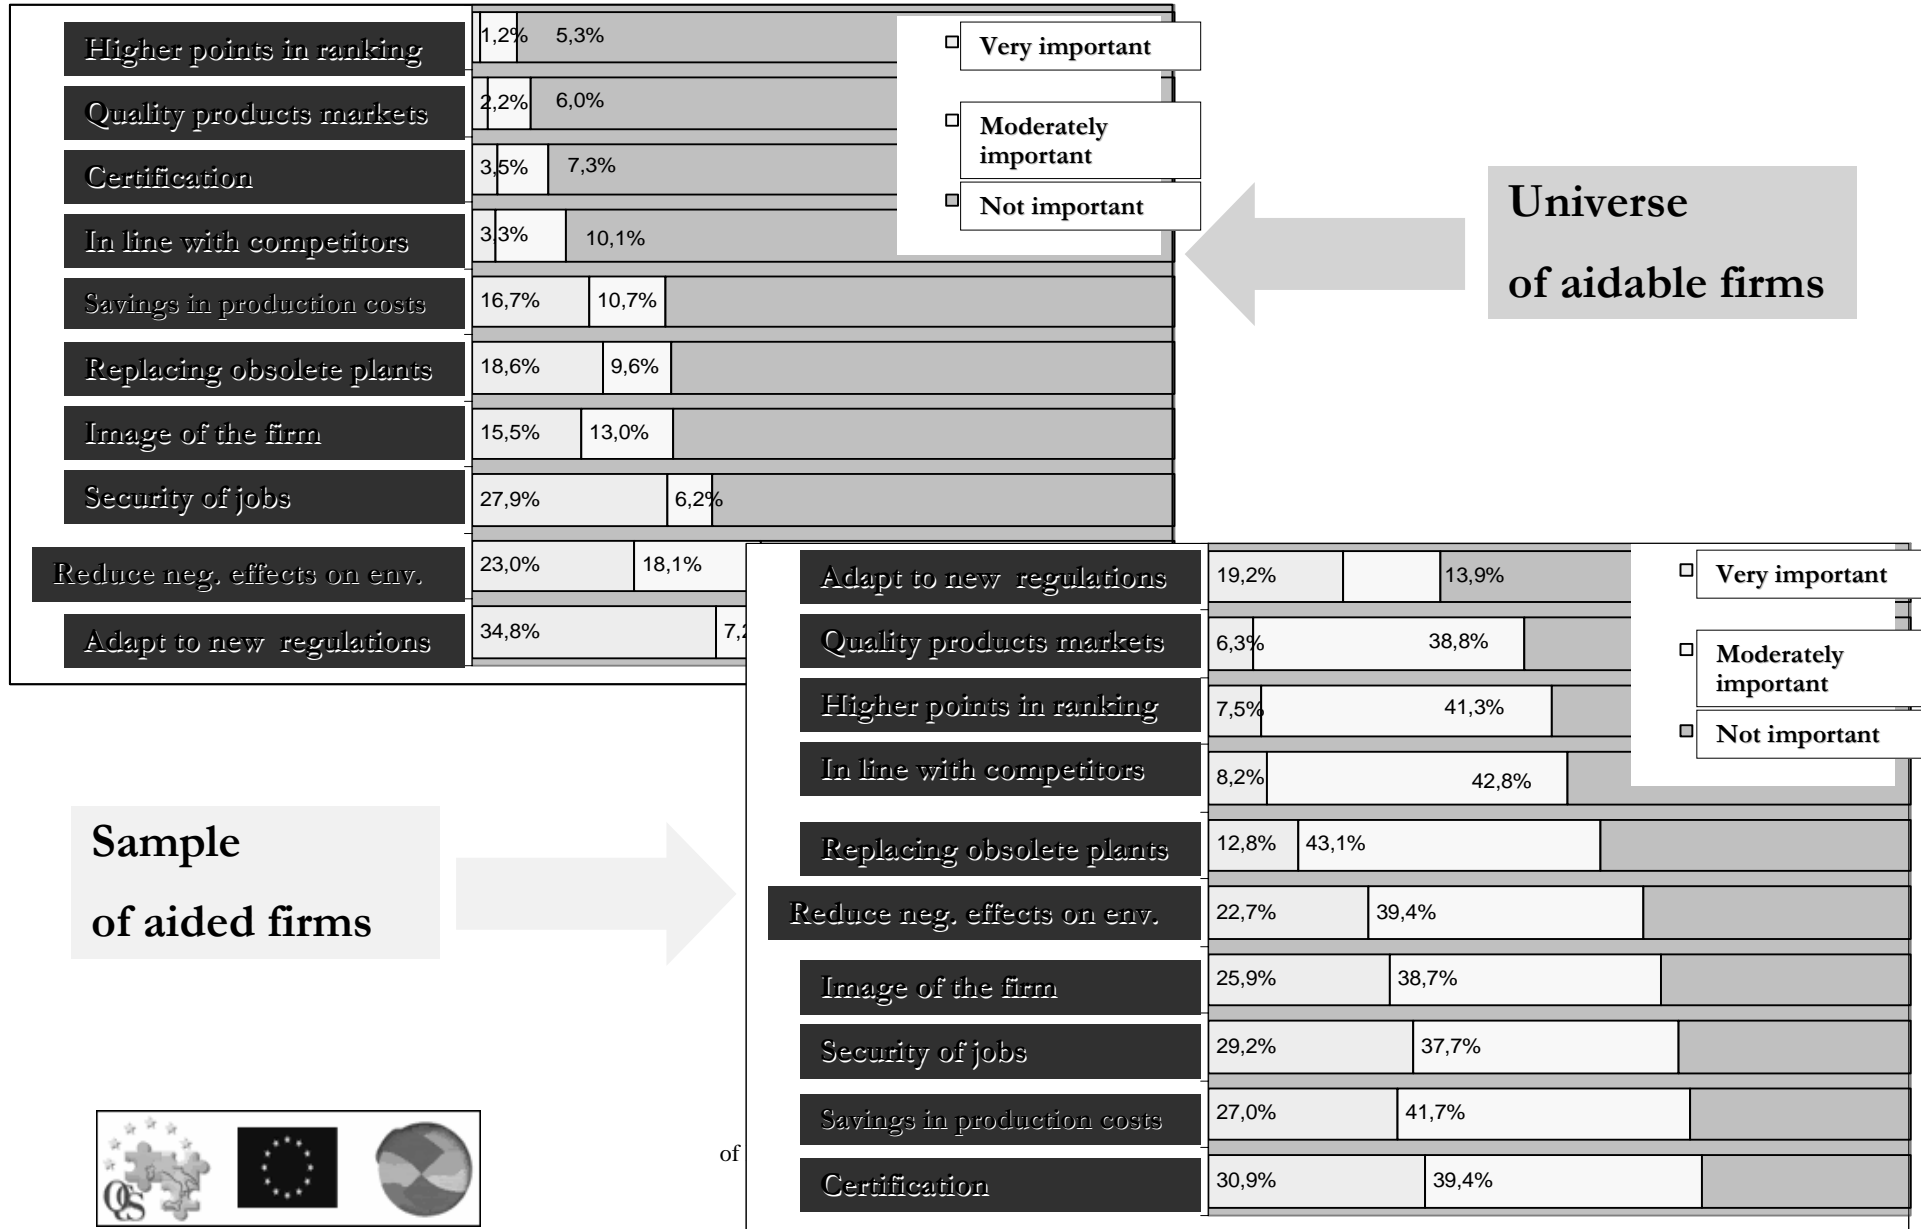 Higher points in ranking
1,2% 5,3%
Quality products markets
2,2% 6,0%
Certification
3,5% 7,3%
In line with competitors
3,3% 10,1%
Savings in production costs
16,7% 10,7%
Replacing obsolete plants
18,6% 9,6%
Image of the firm
15,5% 13,0%
Security of jobs
27,9% 6,2%
Reduce neg. effects on env.
23,0% 18,1%
Adapt to new regulations
34,8%
Very important
Moderately
important
Not important
Universe
of aidable firms
Adapt to new regulations
19,2% 13,9%
Quality products markets
6,3% 38,8%
Higher points in ranking
7,5% 41,3%
In line with competitors
8,2% 42,8%
Replacing obsolete plants
12,8% 43,1%
Reduce neg. effects on env.
22,7% 39,4%
Image of the firm
25,9% 38,7%
Security of jobs
29,2% 37,7%
Savings in production costs
27,0% 41,7%
Certification
30,9% 39,4%
Very important
Moderately
important
Not important
Sample
of aided firms
QCS
of